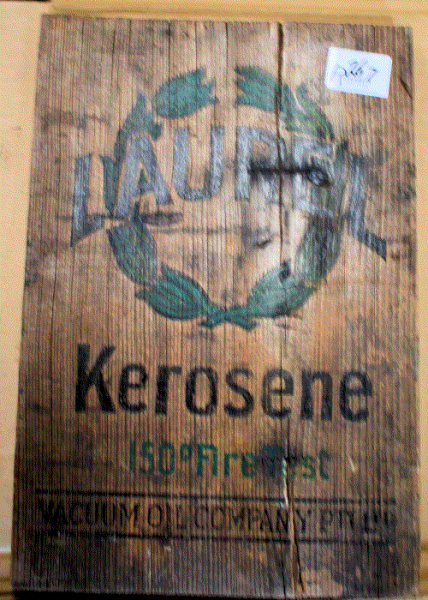 LAUREL
Kerosene
150° Fire Test
VACUUM OIL COMPANY PTY LTD